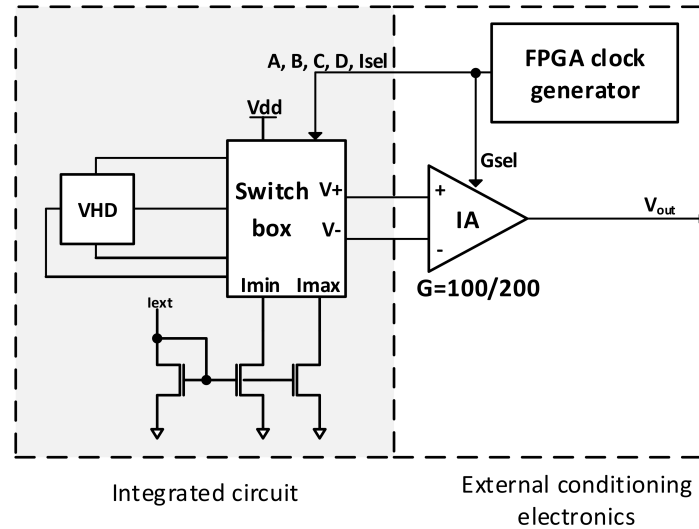 FPGA clock
generator
A, B, C, D, Isel
Vdd
Gsel
VHD
Switch
box
V+
V-
+
IA
-
Vout
Imin
Imax
G=100/200
Iext
Integrated circuit
External conditioning
electronics